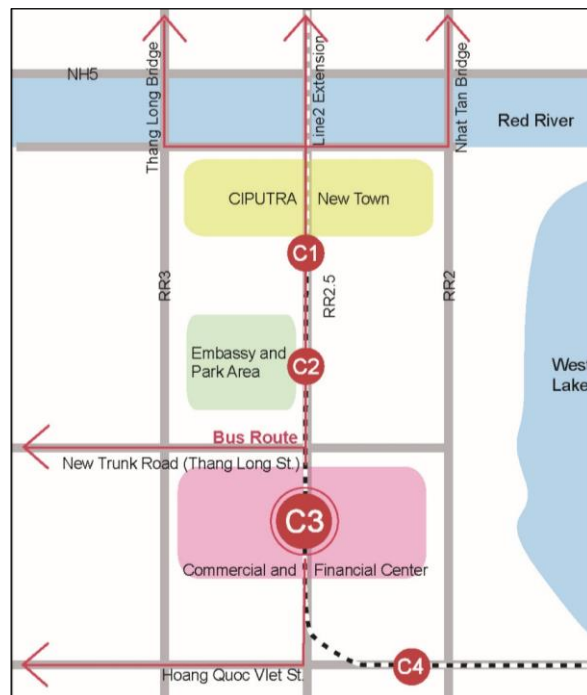 NH5
Thang Long Bridge
Line2 Extension
Nhat Tan Bridge
Red River
CIPUTRA New Town
C1
RR3
RR2.5
RR2
Embassy and
Park Area
C2
West
Lake
Bus Route
New Trunk Road (Thang Long St.)
C3
Commercial and Financial Center
C4
Hoang Quoc VIet St.